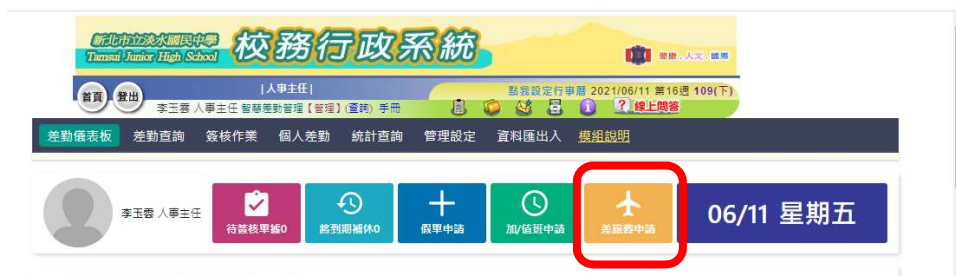 新北市立淡水國民中學
Tamsui Junior High School
校務行政系統
健康.人文.國際
首頁 登出
|人事主任|
點我設定行事曆 2021/06/11 第16週 109(下)
李玉雲 人事主任 智慧差勤管理【管理】(查詢) 手冊
線上問答
差勤儀表板 差勤查詢 簽核作業 個人差勤 統計查詢 管理設定 資料匯出入 模組說明
李玉雲 人事主任
待簽核單據0
將到期補休0
假單申請
加/值班申請
差旅費申請
06/11 星期五